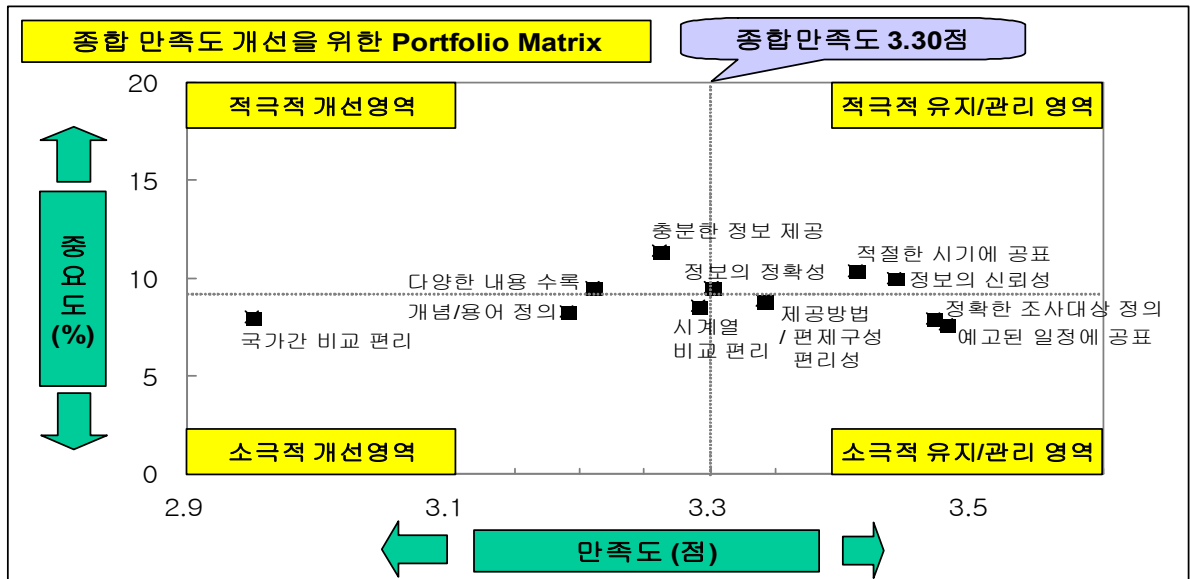 종합 만족도 개선을 위한 Portfolio Matrix
종합만족도 3.30점
20
적극적 개선영역
적극적 유지/관리 영역
15
중요도
(%)
충분한 정보 제공
적절한 시기에 공표
10
다양한 내용 수록
정보의 정확성
정보의 신뢰성
개념/용어 정의
국가간 비교 편리
시계열
비교 편리
제공방법
/ 편제구성
편리성
정확한 조사대상 정의
예고된 일정에 공표
5
소극적 개선영역
소극적 유지/관리 영역
0
2.9
3.1
3.3
3.5
만족도 (점)